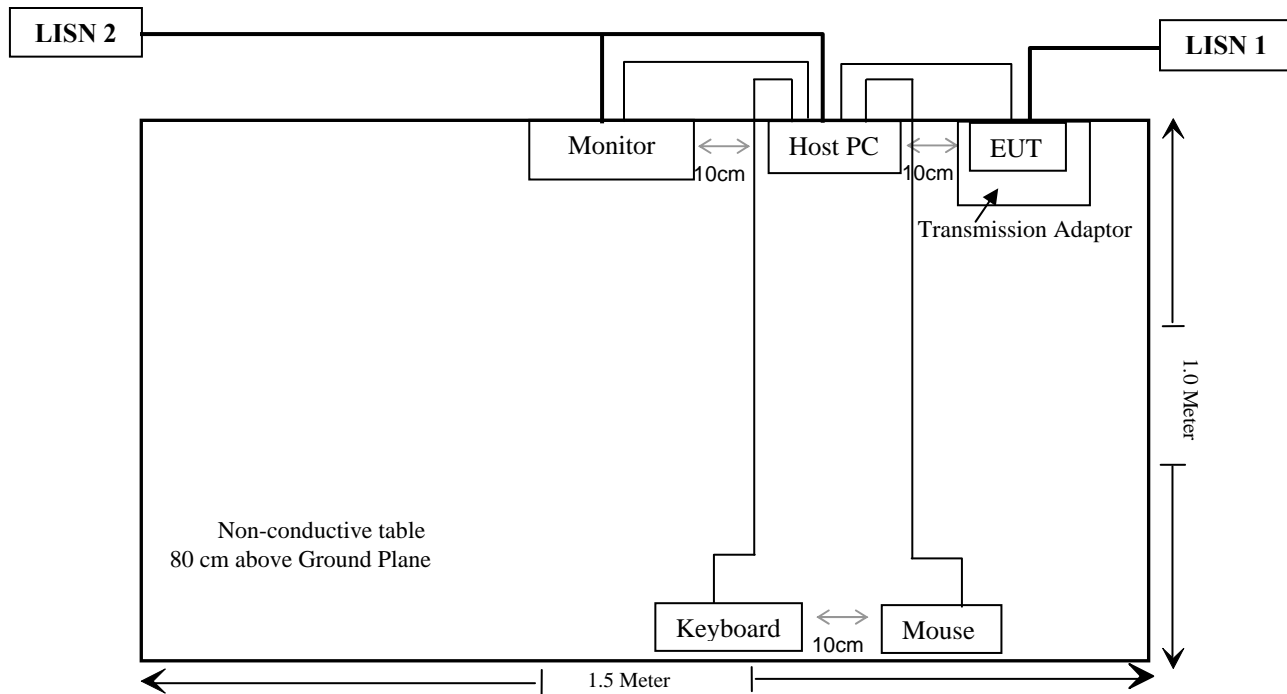 LISN 2
LISN 1
Monitor
10cm
Host PC
10cm
EUT
Transmission Adaptor
1.0 Meter
Non-conductive table
80 cm above Ground Plane
Keyboard
10cm
Mouse
1.5 Meter